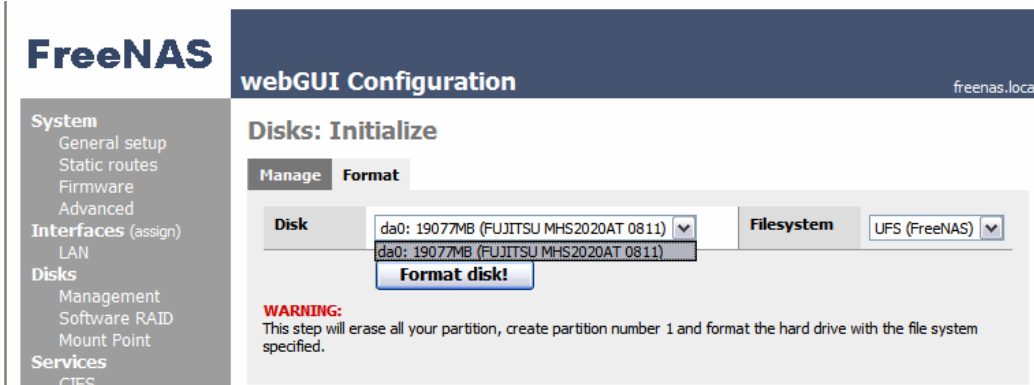 FreeNAS
webGUI Configuration
freenas.loca
System
General setup
Static routes
Firmware
Advanced
Interfaces (assign)
LAN
Disks
Management
Software RAID
Mount Point
Services
CIFS
Disks: Initialize
Manage Format
Disk da0: 19077MB (FUJITSU MHS2020AT 0811) Filesystem UFS (FreeNAS)
da0: 19077MB (FUJITSU MHS2020AT 0811)
Format disk!
WARNING:
This step will erase all your partition, create partition number 1 and format the hard drive with the file system
specified.